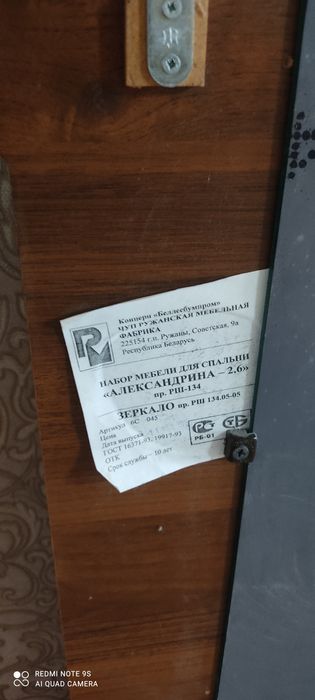 Концерн «Беллесбумпром»
ЧУП РУЖАНСКАЯ МЕБЕЛЬНАЯ
ФАБРИКА
225154 г.п. Ружаны, Советская, 9а
Республика Беларусь
НАБОР МЕБЕЛИ ДЛЯ СПАЛЬНИ
«АЛЕКСАНДРИНА – 2.6»
пр. РШ-134
ЗЕРКАЛО пр. РШ 134.05-05
Артикул 6С 045
Цена
Дата выпуска
ГОСТ 16371-93, 19917-93
ОТК
Срок службы – 10 лет
РБ-01
REDMI NOTE 9S
AI QUAD CAMERA